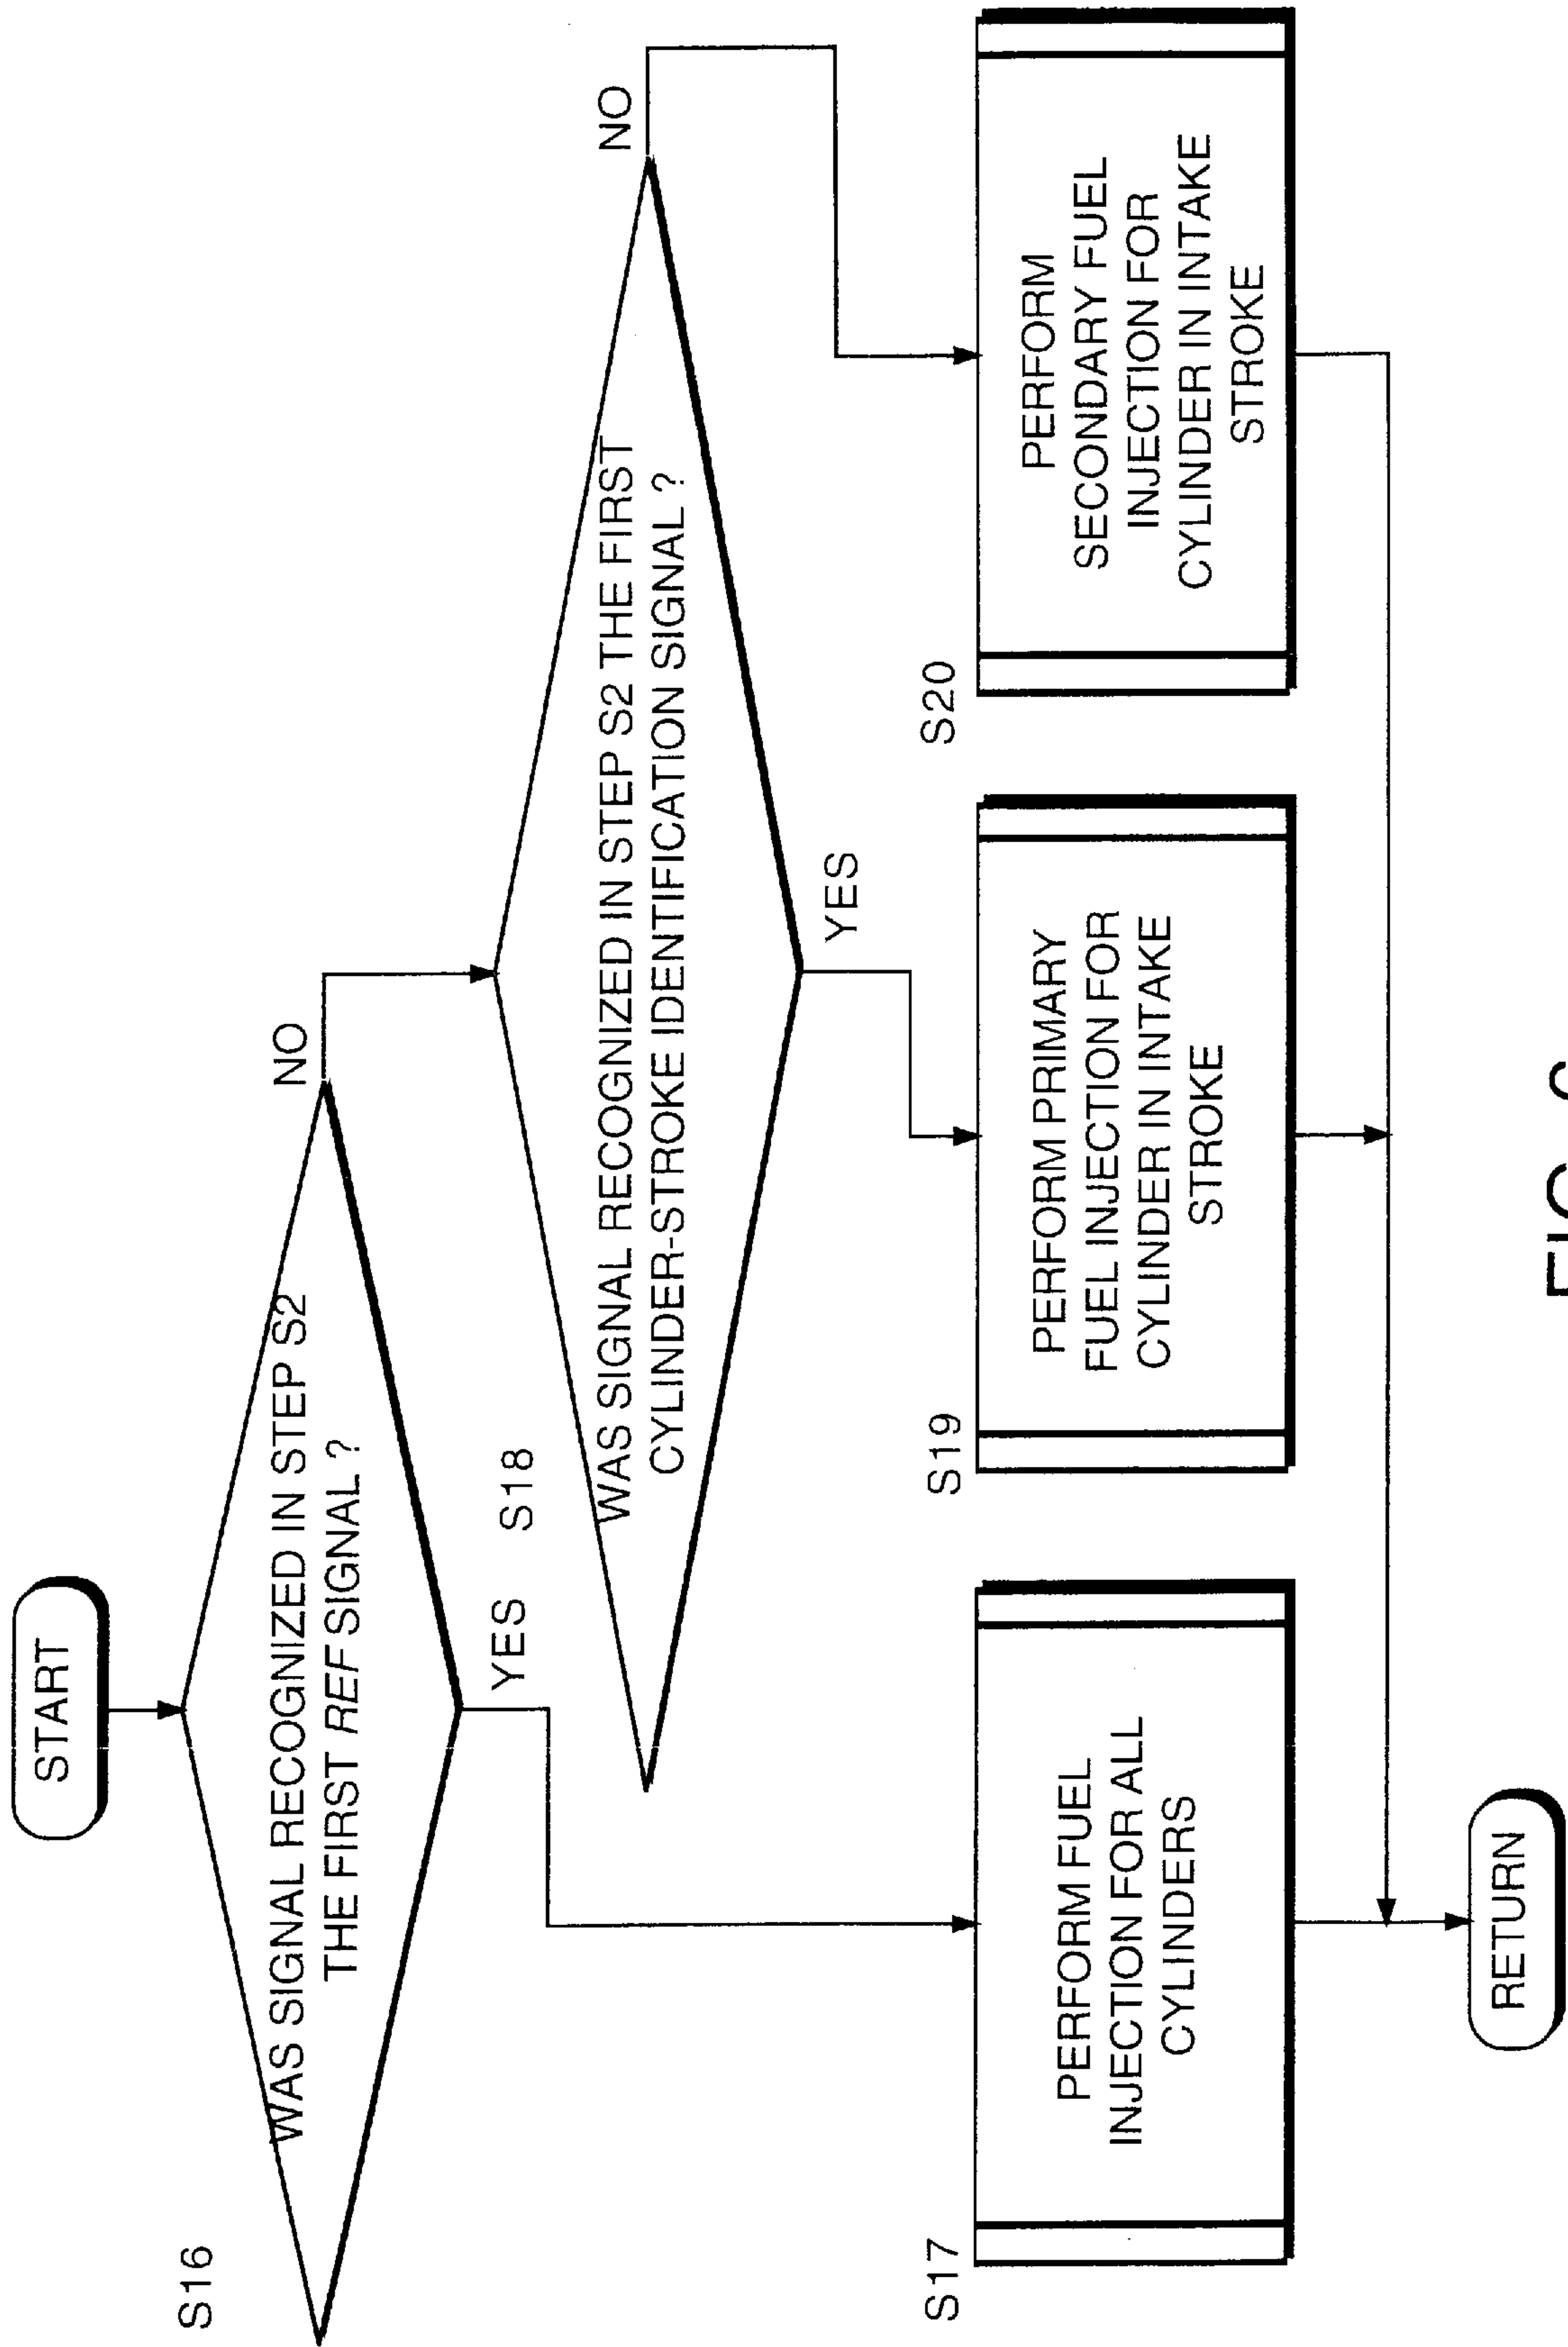 START
S16
WAS SIGNAL RECOGNIZED IN STEP S2
THE FIRST REF SIGNAL ?
NO
YES
S18
WAS SIGNAL RECOGNIZED IN STEP S2 THE FIRST
CYLINDER-STROKE IDENTIFICATION SIGNAL ?
NO
YES
S17
PERFORM FUEL
INJECTION FOR ALL
CYLINDERS
S19
PERFORM PRIMARY
FUEL INJECTION FOR
CYLINDER IN INTAKE
STROKE
S20
PERFORM
SECONDARY FUEL
INJECTION FOR
CYLINDER IN INTAKE
STROKE
RETURN